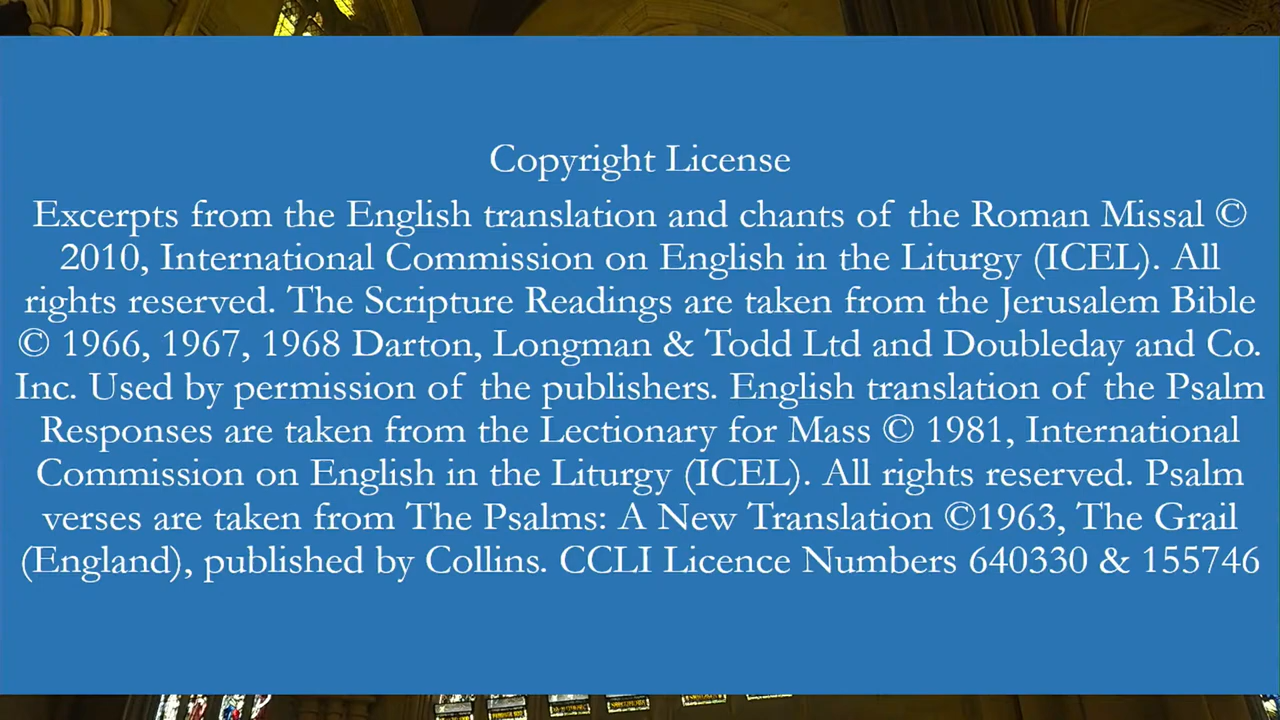 Copyright License
Excerpts from the English translation and chants of the Roman Missal ©
2010, International Commission on English in the Liturgy (ICEL). All
rights reserved. The Scripture Readings are taken from the Jerusalem Bible
© 1966, 1967, 1968 Darton, Longman & Todd Ltd and Doubleday and Co.
Inc. Used by permission of the publishers. English translation of the Psalm
Responses are taken from the Lectionary for Mass © 1981, International
Commission on English in the Liturgy (ICEL). All rights reserved. Psalm
verses are taken from The Psalms: A New Translation ©1963, The Grail
(England), published by Collins. CCLI Licence Numbers 640330 & 155746